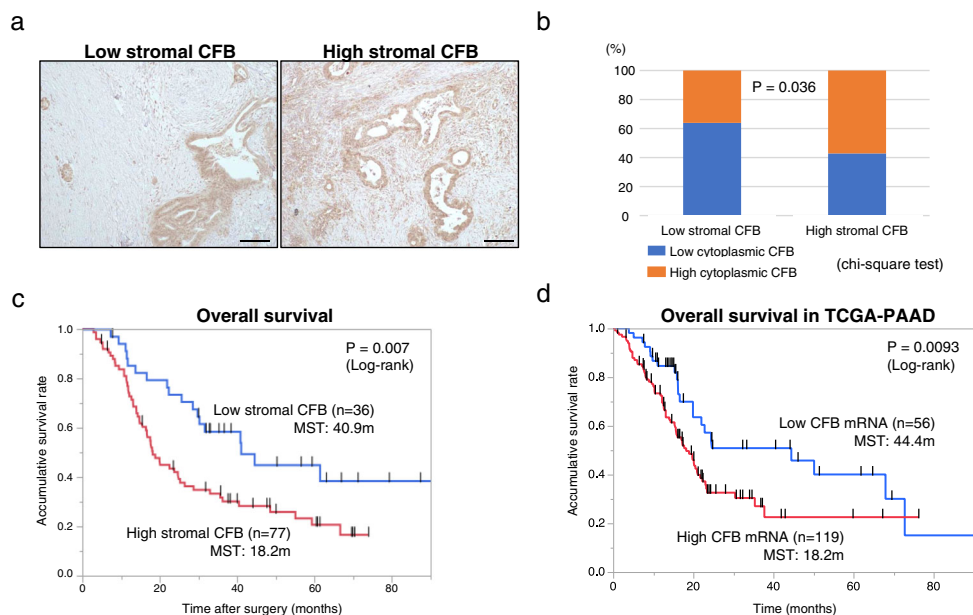 a
Low stromal CFB
High stromal CFB
b
(%)
100
80
60
40
20
0
P = 0.036
Low stromal CFB
High stromal CFB
Low cytoplasmic CFB
High cytoplasmic CFB
(chi-square test)
c
Overall survival
Accumulative survival rate
1.0
0.8
0.6
0.4
0.2
0.0
P = 0.007
(Log-rank)
Low stromal CFB (n=36)
MST: 40.9m
High stromal CFB (n=77)
MST: 18.2m
0
20
40
60
80
Time after surgery (months)
d
Overall survival in TCGA-PAAD
Accumulative survival rate
1.0
0.8
0.6
0.4
0.2
0.0
P = 0.0093
(Log-rank)
Low CFB mRNA (n=56)
MST: 44.4m
High CFB mRNA (n=119)
MST: 18.2m
0
20
40
60
80
Time (months)